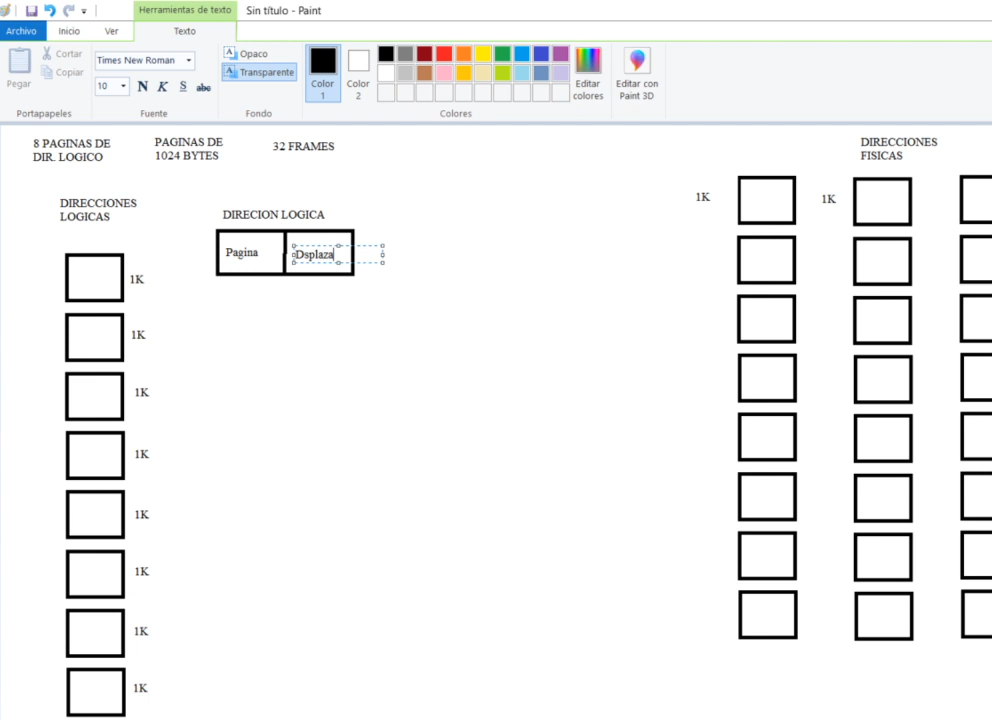 Herramientas de texto
Sin título - Paint
Archivo
Inicio
Ver
Texto
Pegar
Cortar
Copiar
Portapapeles
Times New Roman
10
N K S abc
Fuente
Opaco
Transparente
Fondo
Color
1
Color
2
Editar
colores
Editar con
Paint 3D
Colores
8 PAGINAS DE
DIR. LOGICO
PAGINAS DE
1024 BYTES
32 FRAMES
DIRECCIONES
FISICAS
DIRECCIONES
LOGICAS
DIRECION LOGICA
Pagina
Dsplaza
1K
1K
1K
1K
1K
1K
1K
1K
1K
1K